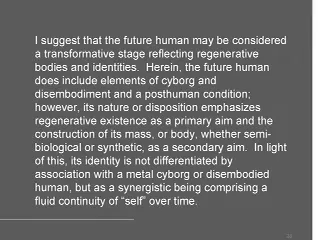 I suggest that the future human may be considered
a transformative stage reflecting regenerative
bodies and identities.  Herein, the future human
does include elements of cyborg and
disembodiment and a posthuman condition;
however, its nature or disposition emphasizes
regenerative existence as a primary aim and the
construction of its mass, or body, whether semi-
biological or synthetic, as a secondary aim.  In light
of this, its identity is not differentiated by
association with a metal cyborg or disembodied
human, but as a synergistic being comprising a
fluid continuity of “self” over time.